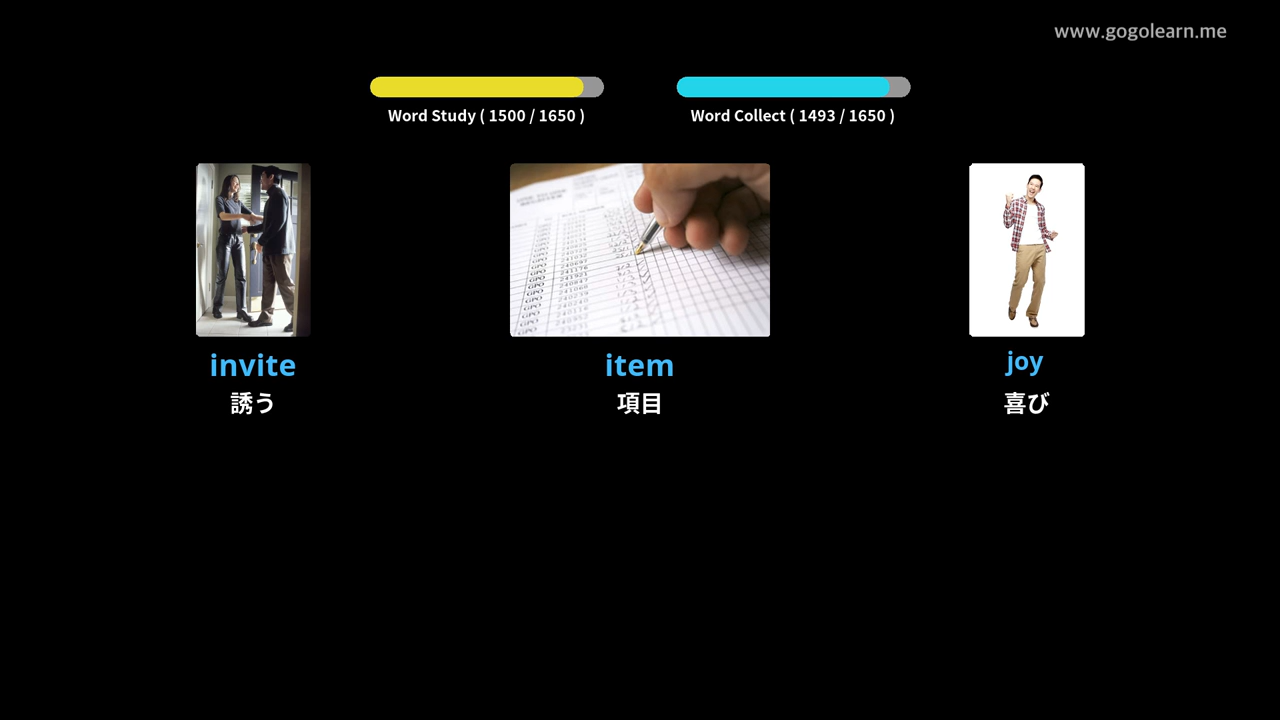 www.gogolearn.me
Word Study ( 1500 / 1650 )
Word Collect ( 1493 / 1650 )
invite
誘う
item
項目
joy
喜び